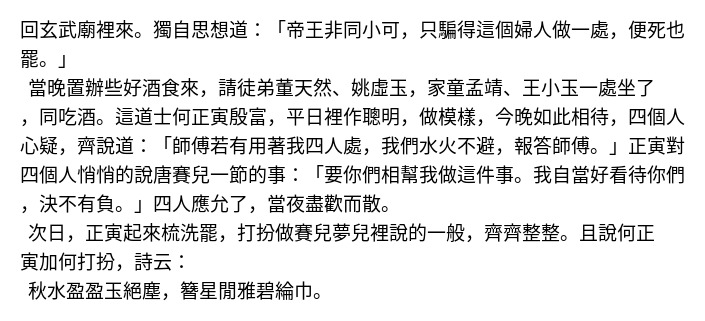 回玄武廟裡來。獨自思想道：「帝王非同小可，只騙得這個婦人做一處，便死也
罷。」
當晚置辦些好酒食來，請徒弟董天然、姚虛玉，家童孟靖、王小玉一處坐了
，同吃酒。這道士何正寅殷富，平日裡作聰明，做模樣，今晚如此相待，四個人
心疑，齊說道：「師傅若有用著我四人處，我們水火不避，報答師傅。」正寅對
四個人悄悄的說唐賽兒一節的事：「要你們相幫我做這件事。我自當好看待你們
，決不有負。」四人應允了，當夜盡歡而散。
次日，正寅起來梳洗罷，打扮做賽兒夢兒裡說的一般，齊齊整整。且說何正
寅加何打扮，詩云：
秋水盈盈玉絕塵，簪星閒雅碧綸巾。